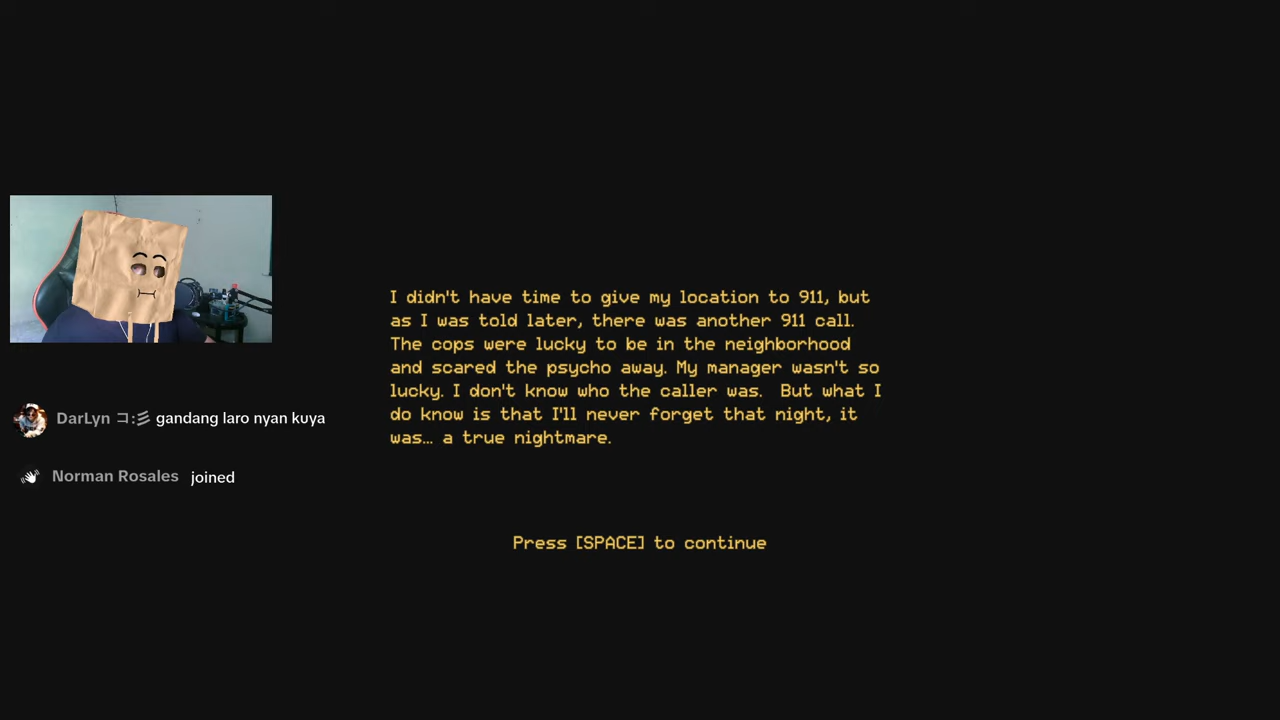 I didn't have time to give my location to 911, but
as I was told later, there was another 911 call.
The cops were lucky to be in the neighborhood
and scared the psycho away. My manager wasn't so
lucky. I don't know who the caller was.  But what I
do know is that I'll never forget that night, it
was... a true nightmare.
DarLyn コ:彡 gandang laro nyan kuya
Norman Rosales joined
Press [SPACE] to continue